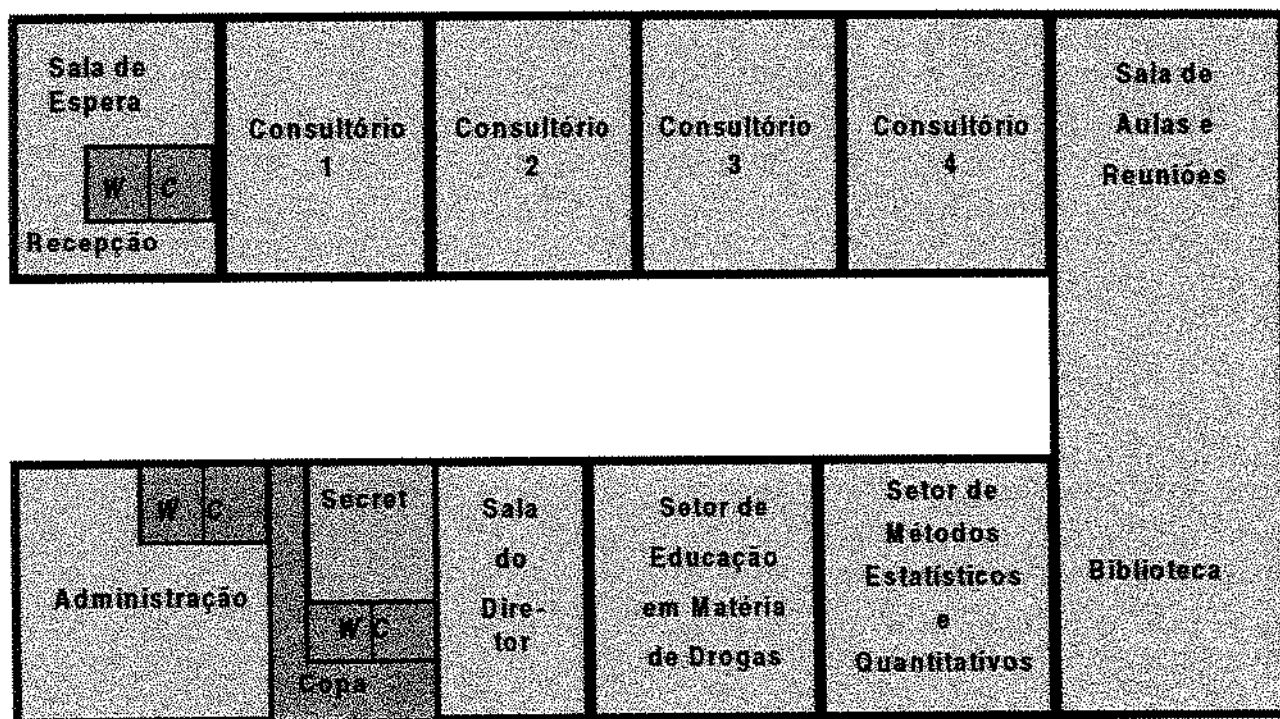 Sala de
Espera
W C
Recepção
Consultório
1
Consultório
2
Consultório
3
Consultório
4
Sala de
Aulas e
Reuniões
Biblioteca
W C
Administração
Secret
W C
Copa
Sala
do
Dire-
tor
Setor de
Educação
em Matéria
de Drogas
Setor de
Métodos
Estatísticos
e
Quantitativos